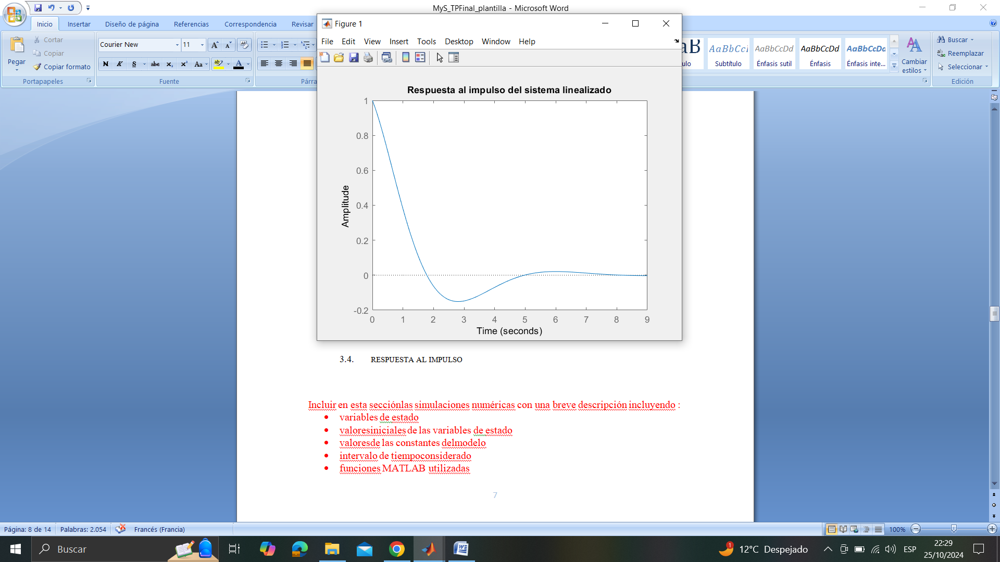 MyS_TPFinal_plantilla - Microsoft Word
Inicio Insertar Diseño de página Referencias Correspondencia Revisar
Pegar
Cortar
Copiar
Copiar formato
Portapapeles
Courier New 11
N K S abc x₂ x² Aa
Fuente
Párra
Figure 1
File Edit View Insert Tools Desktop Window Help
aB
ulo
AaBbCcI
Subtítulo
AaBbCcDd
Énfasis sutil
AaBbCcDd
Énfasis
AaBbCcDd
Énfasis inte...
Cambiar
estilos
Buscar
Reemplazar
Seleccionar
Edición
Respuesta al impulso del sistema linealizado
Amplitude
1
0.8
0.6
0.4
0.2
0
-0.2
0 1 2 3 4 5 6 7 8 9
Time (seconds)
3.4. RESPUESTA AL IMPULSO
Incluir en esta secciónlas simulaciones numéricas con una breve descripción incluyendo :
• variables de estado
• valoresiniciales de las variables de estado
• valoresde las constantes delmodelo
• intervalo de tiempoconsiderado
• funciones MATLAB utilizadas
7
Página: 8 de 14 Palabras: 2.054 Francés (Francia) 100%
Buscar
1 12°C Despejado ESP 22:29
25/10/2024